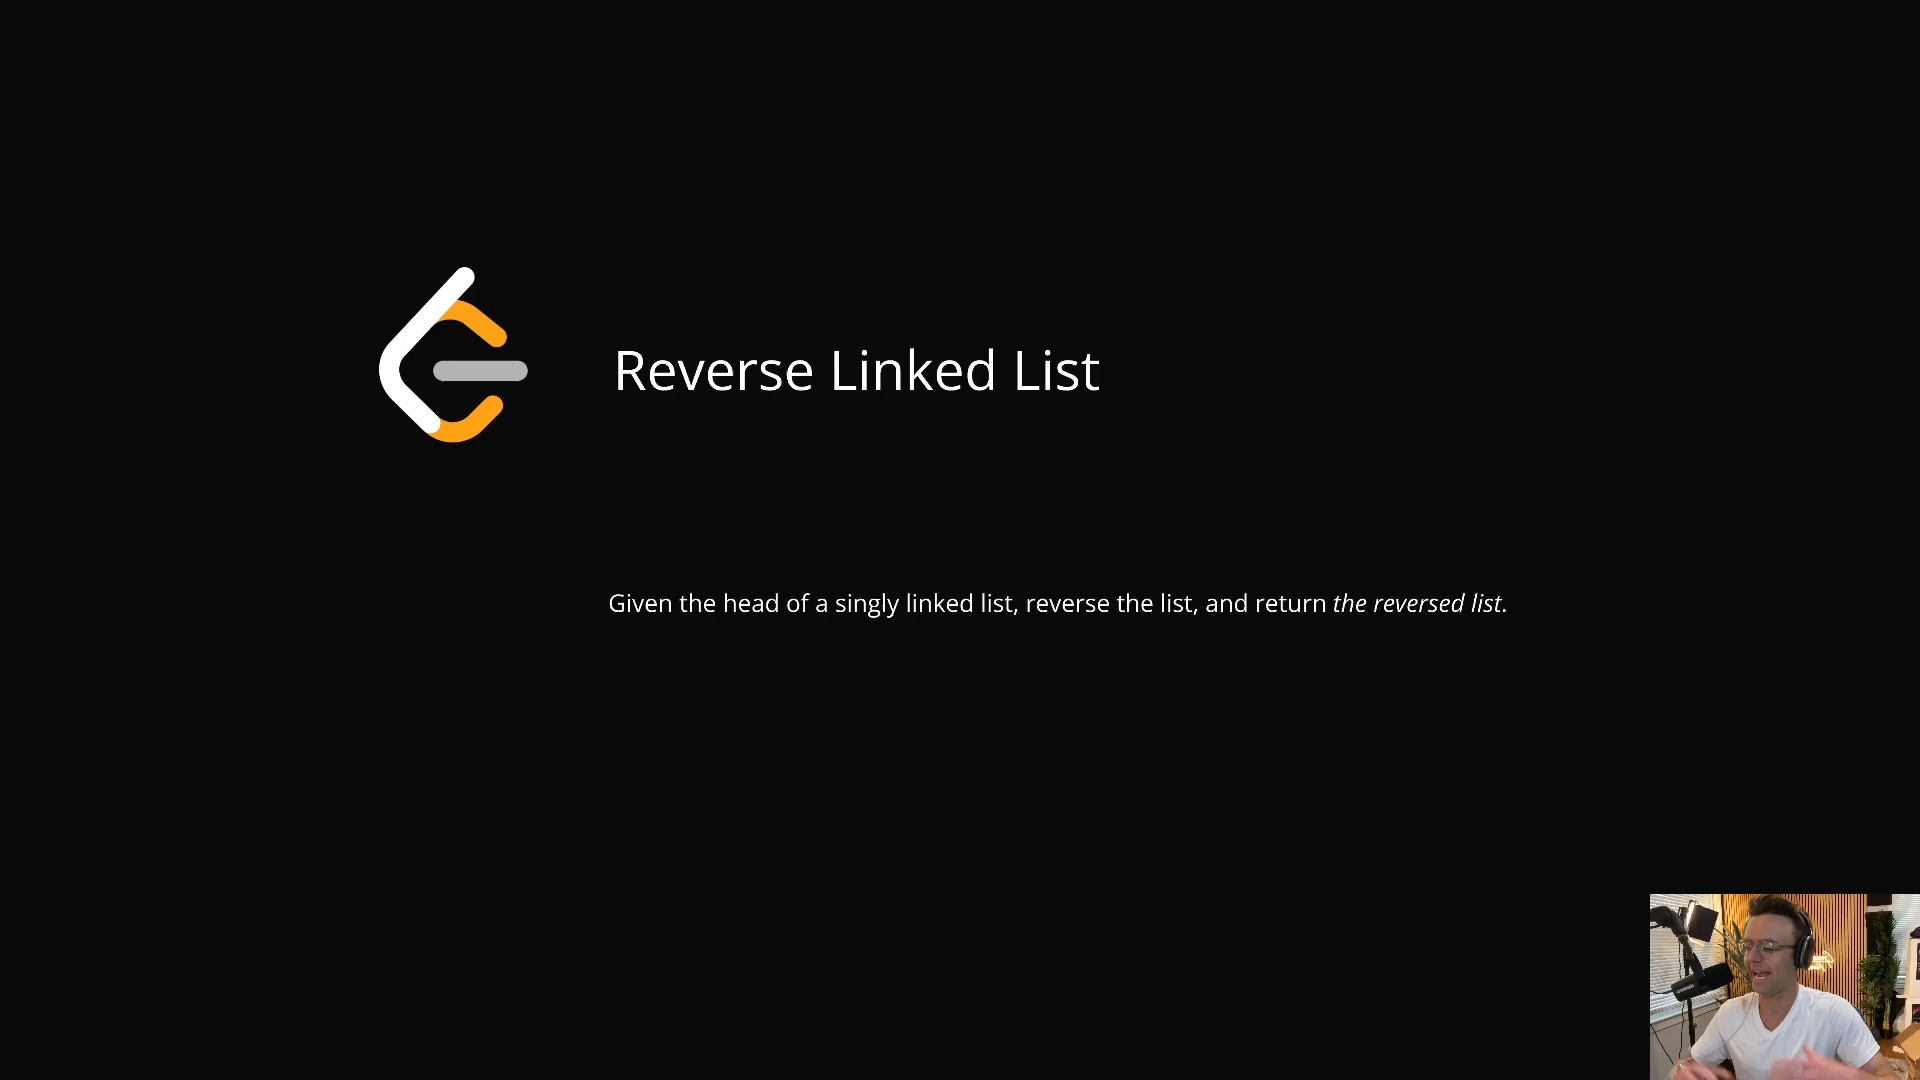 Reverse Linked List
Given the head of a singly linked list, reverse the list, and return the reversed list.